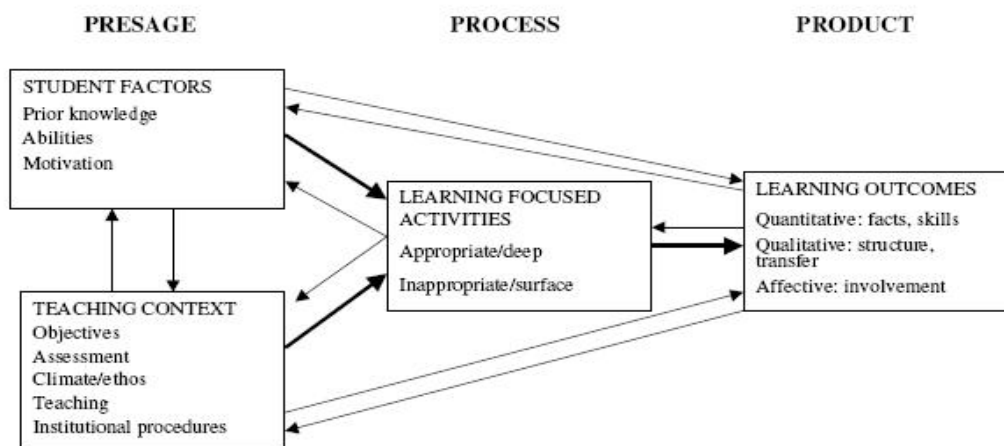 PRESAGE PROCESS PRODUCT
STUDENT FACTORS
Prior knowledge
Abilities
Motivation
TEACHING CONTEXT
Objectives
Assessment
Climate/ethos
Teaching
Institutional procedures
LEARNING FOCUSED
ACTIVITIES
Appropriate/deep
Inappropriate/surface
LEARNING OUTCOMES
Quantitative: facts, skills
Qualitative: structure,
transfer
Affective: involvement